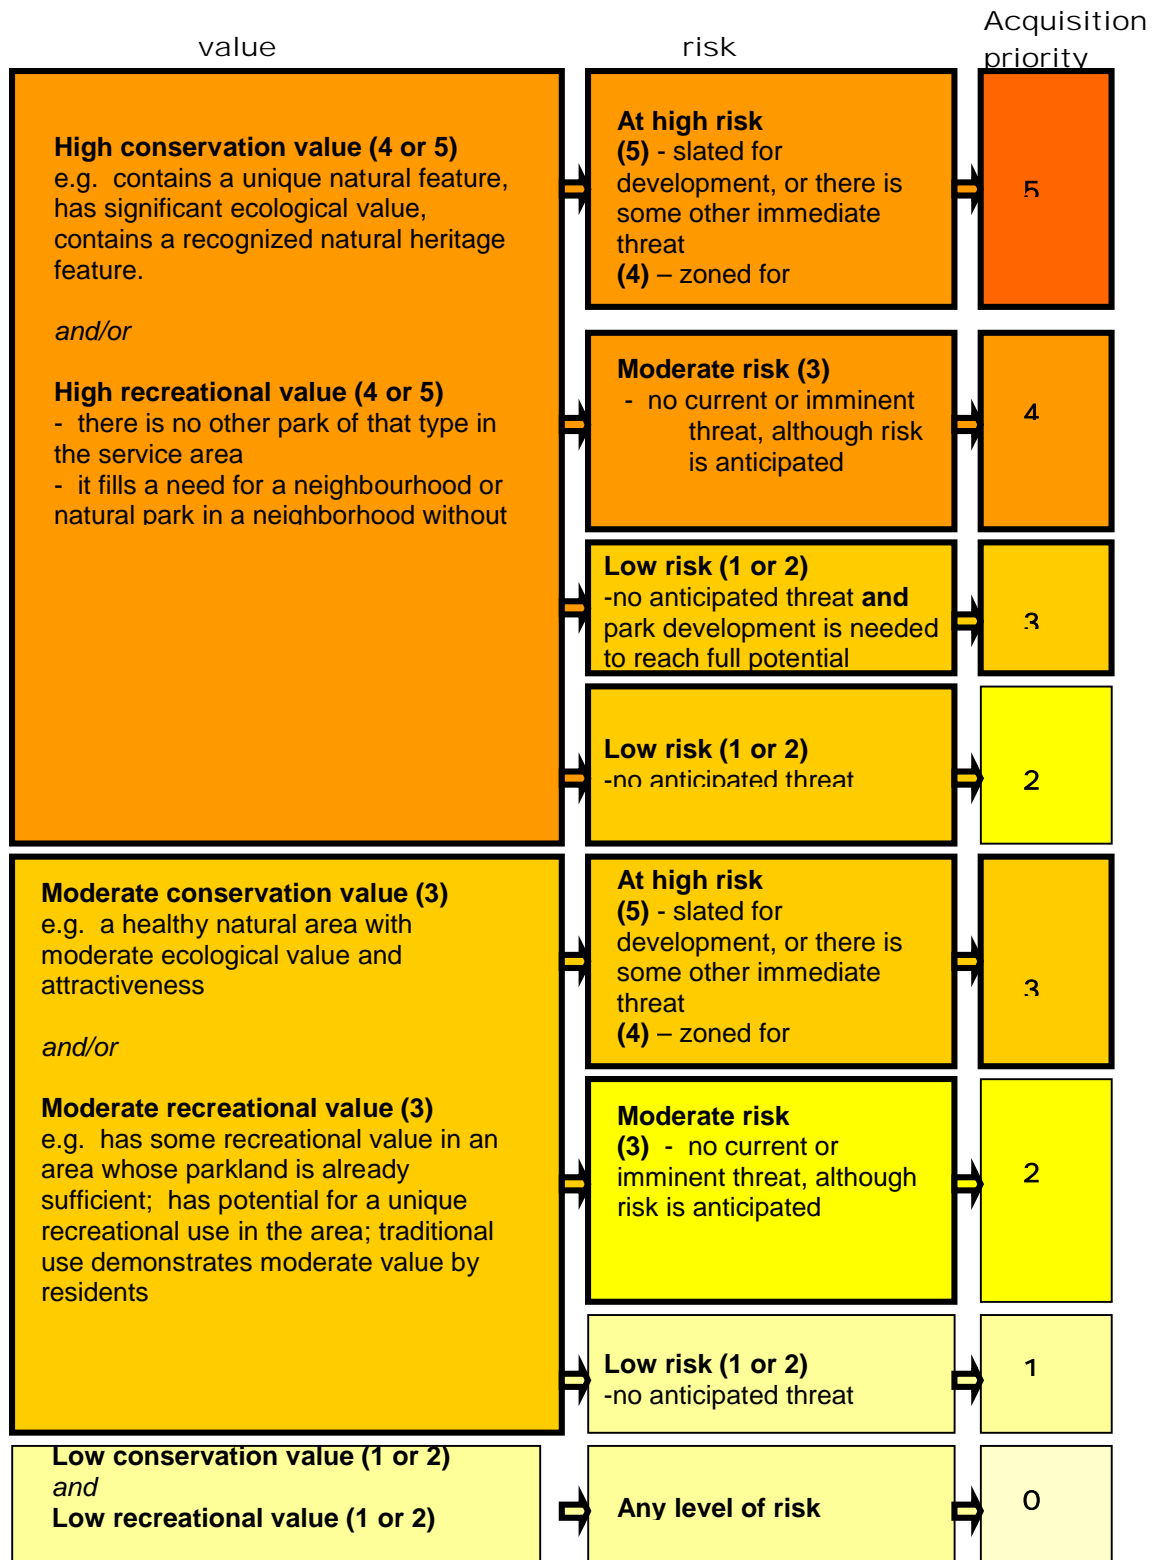 value
risk
Acquisition
priority
High conservation value (4 or 5)
e.g. contains a unique natural feature,
has significant ecological value,
contains a recognized natural heritage
feature.
and/or
High recreational value (4 or 5)
- there is no other park of that type in
the service area
- it fills a need for a neighbourhood or
natural park in a neighborhood without
At high risk
(5) - slated for
development, or there is
some other immediate
threat
(4) – zoned for
5
Moderate risk (3)
- no current or imminent
threat, although risk
is anticipated
4
Low risk (1 or 2)
-no anticipated threat and
park development is needed
to reach full potential
3
Low risk (1 or 2)
-no anticipated threat
2
Moderate conservation value (3)
e.g. a healthy natural area with
moderate ecological value and
attractiveness
and/or
Moderate recreational value (3)
e.g. has some recreational value in an
area whose parkland is already
sufficient; has potential for a unique
recreational use in the area; traditional
use demonstrates moderate value by
residents
At high risk
(5) - slated for
development, or there is
some other immediate
threat
(4) – zoned for
3
Moderate risk
(3) - no current or
imminent threat, although
risk is anticipated
2
Low risk (1 or 2)
-no anticipated threat
1
Low conservation value (1 or 2)
and
Low recreational value (1 or 2)
Any level of risk
0